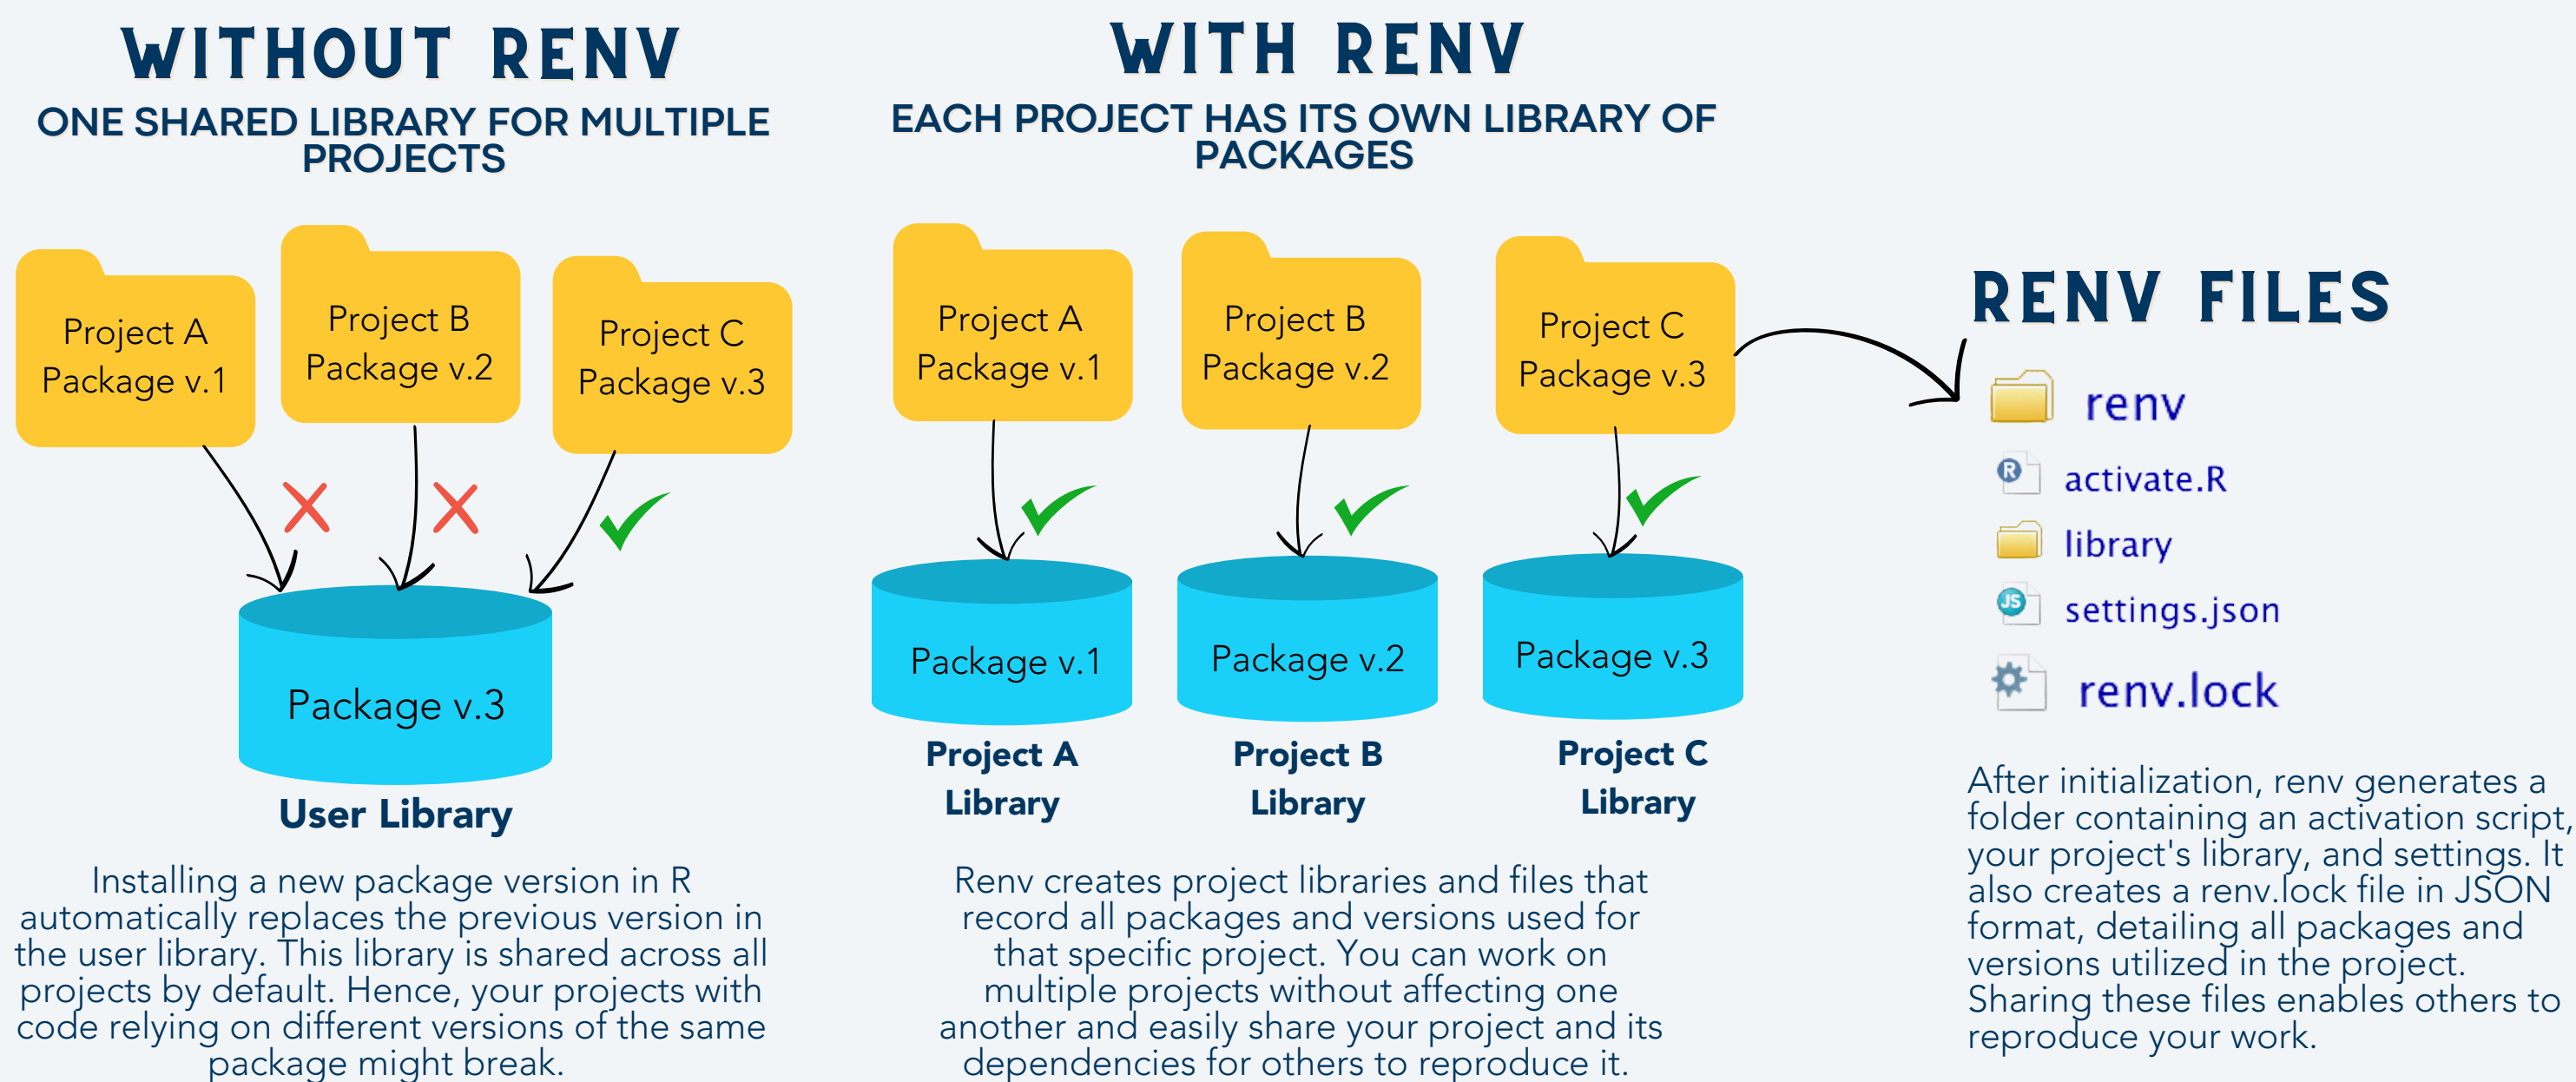 WITHOUT RENV
ONE SHARED LIBRARY FOR MULTIPLE
PROJECTS
Project A
Package v.1
Project B
Package v.2
Project C
Package v.3
Package v.3
User Library
Installing a new package version in R
automatically replaces the previous version in
the user library. This library is shared across all
projects by default. Hence, your projects with
code relying on different versions of the same
package might break.
WITH RENV
EACH PROJECT HAS ITS OWN LIBRARY OF
PACKAGES
Project A
Package v.1
Project B
Package v.2
Project C
Package v.3
Package v.1
Package v.2
Package v.3
Project A
Library
Project B
Library
Project C
Library
Renv creates project libraries and files that
record all packages and versions used for
that specific project. You can work on
multiple projects without affecting one
another and easily share your project and its
dependencies for others to reproduce it.
RENV FILES
renv
R
activate.R
library
JS
settings.json
renv.lock
After initialization, renv generates a
folder containing an activation script,
your project's library, and settings. It
also creates a renv.lock file in JSON
format, detailing all packages and
versions utilized in the project.
Sharing these files enables others to
reproduce your work.